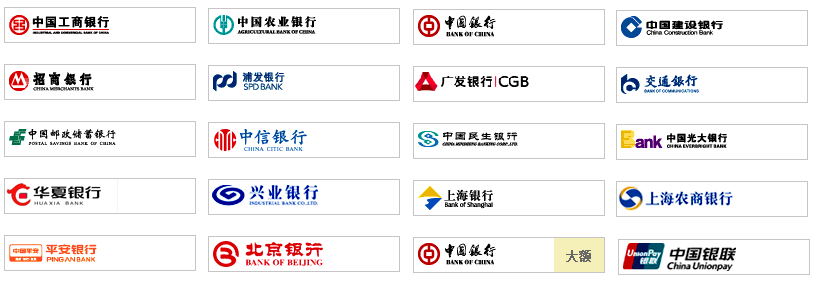 中国工商银行
INDUSTRIAL AND COMMERCIAL BANK OF CHINA
中国农业银行
AGRICULTURAL BANK OF CHINA
中国银行
BANK OF CHINA
中国建设银行
China Construction Bank
招商银行
CHINA MERCHANTS BANK
浦发银行
SPD BANK
广发银行|CGB
交通银行
BANK OF COMMUNICATIONS
中国邮政储蓄银行
POSTAL SAVINGS BANK OF CHINA
中信银行
CHINA CITIC BANK
中国民生银行
CHINA MINSHENG BANKING CORP.,LTD.
Bank
中国光大银行
CHINA EVERBRIGHT BANK
华夏银行
HUAXIA BANK
兴业银行
INDUSTRIAL BANK CO.,LTD.
上海银行
Bank of Shanghai
上海农商银行
中国平安
平安银行
PING AN BANK
北京银行
BANK OF BEIJING
中国银行
BANK OF CHINA
大额
UnionPay
银联
中国银联
China Unionpay